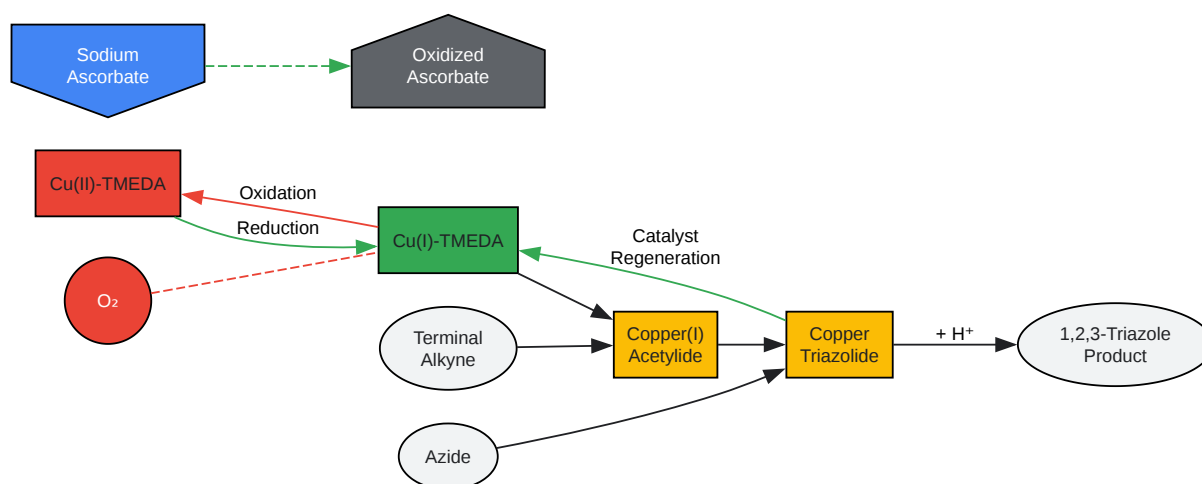 Sodium
Ascorbate
Oxidized
Ascorbate
Cu(II)-TMEDA
Oxidation
Reduction
Cu(I)-TMEDA
Catalyst
Regeneration
O₂
Terminal
Alkyne
Copper(I)
Acetylide
Copper
Triazolide
+ H⁺
1,2,3-Triazole
Product
Azide